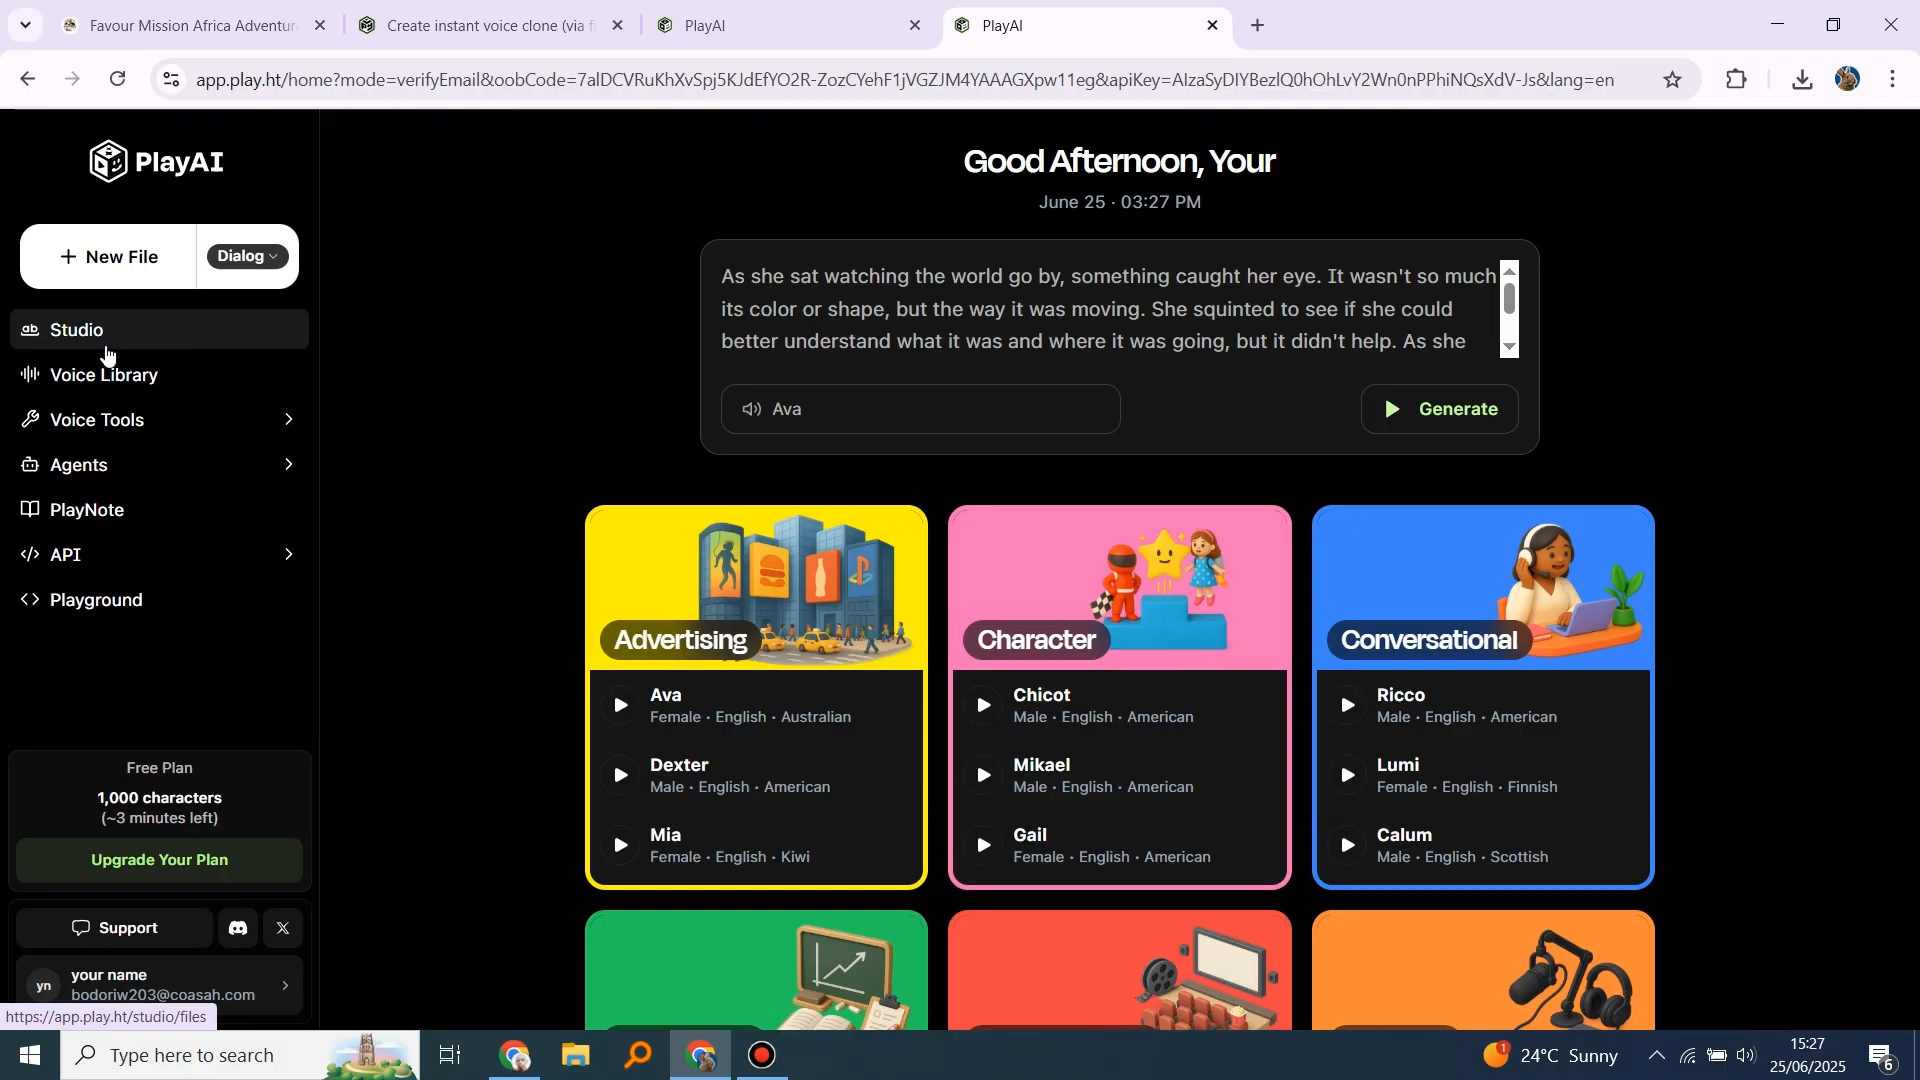 Favour Mission Africa Adventur
Create instant voice clone (via fi
PlayAI
PlayAI
app.play.ht/home?mode=verifyEmail&oobCode=7alDCVRuKhXvSpj5KJdEfYO2R-ZozCYehF1jVGZJM4YAAAGXpw11eg&apiKey=AIzaSyDIYBezIQ0hOhLvY2Wn0nPPhiNQsXdV-Js&lang=en
PlayAI
+ New File
Dialog
Studio
Voice Library
Voice Tools
Agents
PlayNote
API
Playground
Free Plan
1,000 characters
(~3 minutes left)
Upgrade Your Plan
Support
yn
your name
bodoriw203@coasah.com
https://app.play.ht/studio/files
Good Afternoon, Your
June 25 · 03:27 PM
As she sat watching the world go by, something caught her eye. It wasn't so much
its color or shape, but the way it was moving. She squinted to see if she could
better understand what it was and where it was going, but it didn't help. As she
Ava
Generate
Advertising
Ava
Female · English · Australian
Dexter
Male · English · American
Mia
Female · English · Kiwi
Character
Chicot
Male · English · American
Mikael
Male · English · American
Gail
Female · English · American
Conversational
Ricco
Male · English · American
Lumi
Female · English · Finnish
Calum
Male · English · Scottish
Type here to search
1
24°C Sunny
15:27
25/06/2025
6